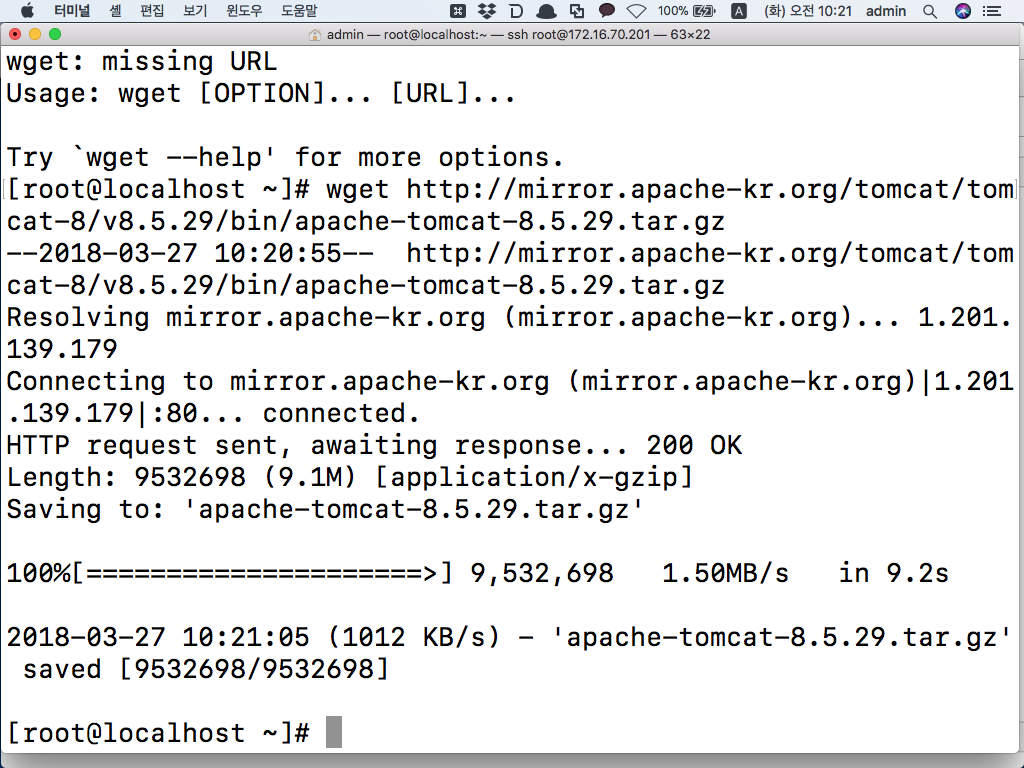 터미널 셸 편집 보기 윈도우 도움말 100% A (화) 오전 10:21 admin
admin — root@localhost:~ — ssh root@172.16.70.201 — 63×22
wget: missing URL
Usage: wget [OPTION]... [URL]...
Try `wget --help' for more options.
[root@localhost ~]# wget http://mirror.apache-kr.org/tomcat/tom
cat-8/v8.5.29/bin/apache-tomcat-8.5.29.tar.gz
--2018-03-27 10:20:55--  http://mirror.apache-kr.org/tomcat/tom
cat-8/v8.5.29/bin/apache-tomcat-8.5.29.tar.gz
Resolving mirror.apache-kr.org (mirror.apache-kr.org)... 1.201.
139.179
Connecting to mirror.apache-kr.org (mirror.apache-kr.org)|1.201
.139.179|:80... connected.
HTTP request sent, awaiting response... 200 OK
Length: 9532698 (9.1M) [application/x-gzip]
Saving to: 'apache-tomcat-8.5.29.tar.gz'
100%[=====================>] 9,532,698   1.50MB/s   in 9.2s
2018-03-27 10:21:05 (1012 KB/s) - 'apache-tomcat-8.5.29.tar.gz'
saved [9532698/9532698]
[root@localhost ~]#